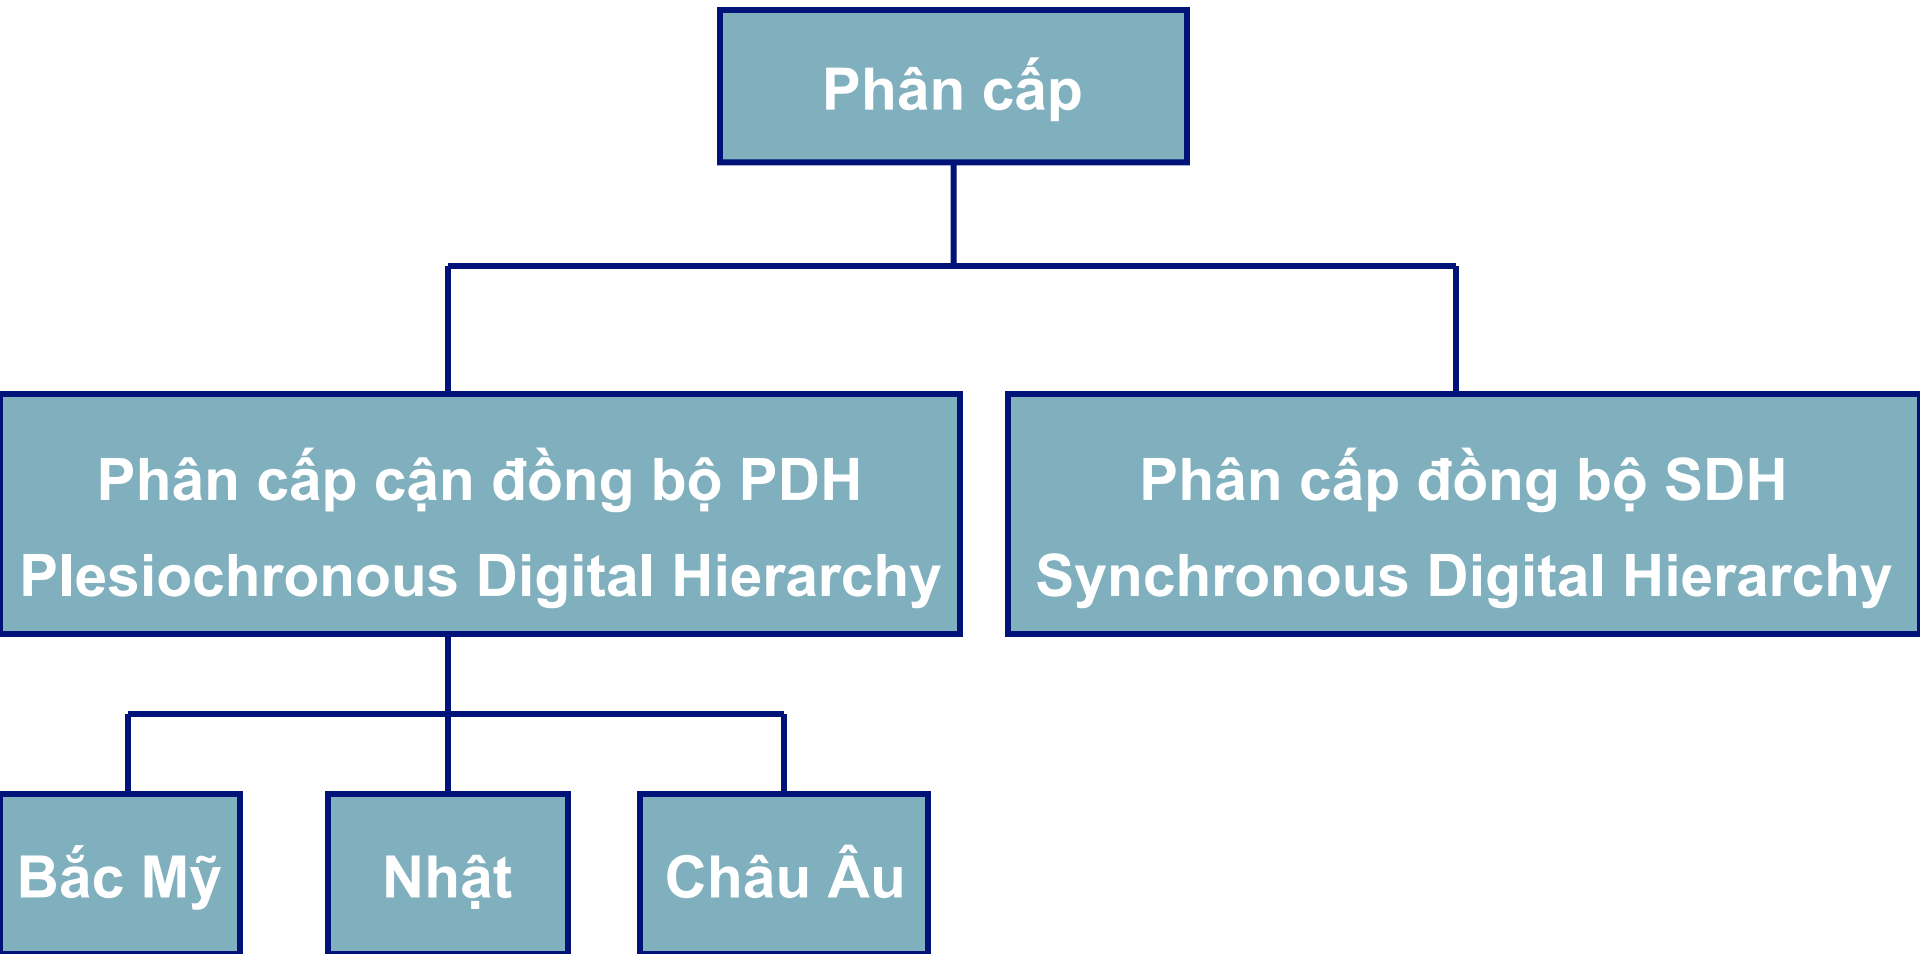 Phân cấp
Phân cấp cận đồng bộ PDH
Plesiochronous Digital Hierarchy
Phân cấp đồng bộ SDH
Synchronous Digital Hierarchy
Bắc Mỹ
Nhật
Châu Âu